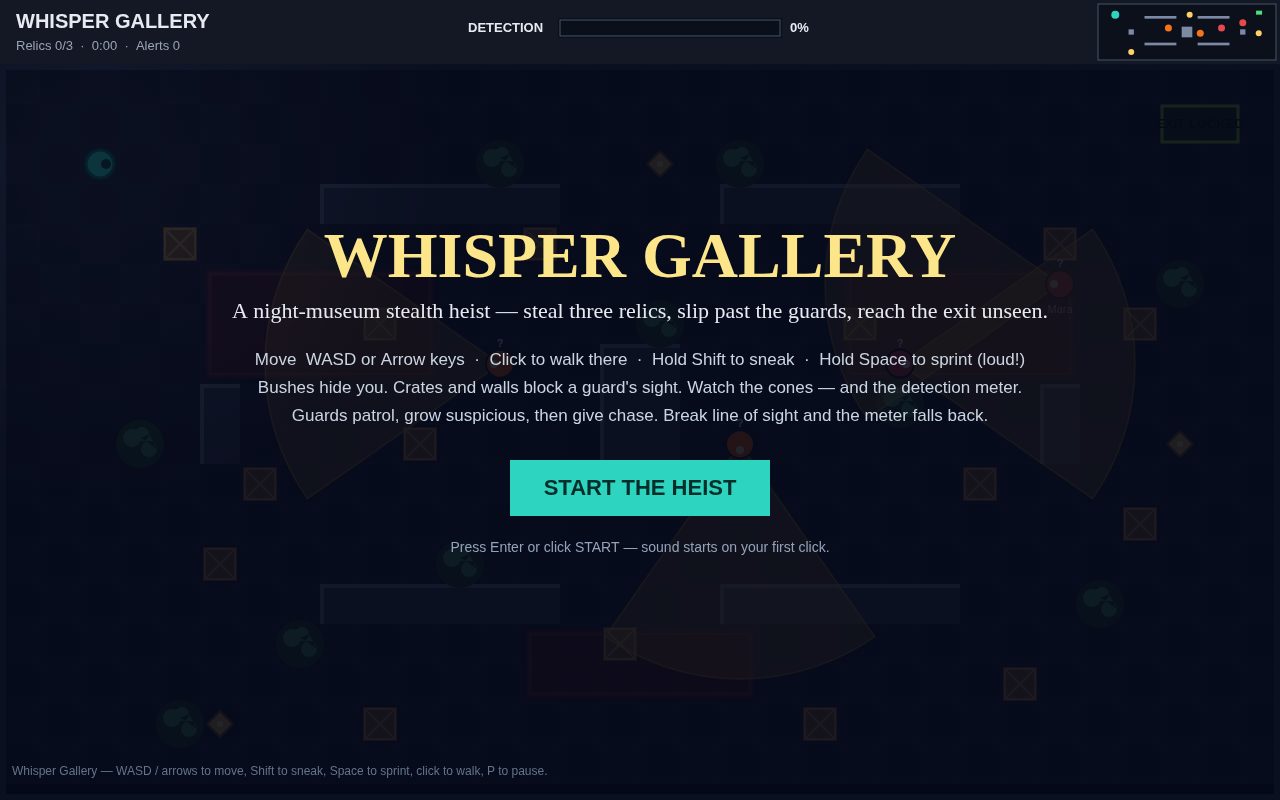 WHISPER GALLERY
Relics 0/3 · 0:00 · Alerts 0
DETECTION 0%
WHISPER GALLERY
A night-museum stealth heist — steal three relics, slip past the guards, reach the exit unseen.
Mara
?
?
?
Move WASD or Arrow keys · Click to walk there · Hold Shift to sneak · Hold Space to sprint (loud!)
Bushes hide you. Crates and walls block a guard's sight. Watch the cones — and the detection meter.
Guards patrol, grow suspicious, then give chase. Break line of sight and the meter falls back.
START THE HEIST
Press Enter or click START — sound starts on your first click.
Whisper Gallery — WASD / arrows to move, Shift to sneak, Space to sprint, click to walk, P to pause.